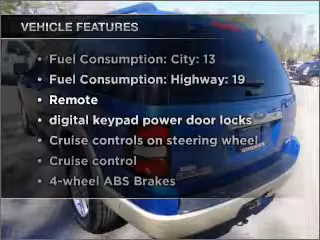 VEHICLE FEATURES
• Fuel Consumption: City: 13
• Fuel Consumption: Highway: 19
• Remote
• digital keypad power door locks
• Cruise controls on steering wheel
• Cruise control
• 4-wheel ABS Brakes